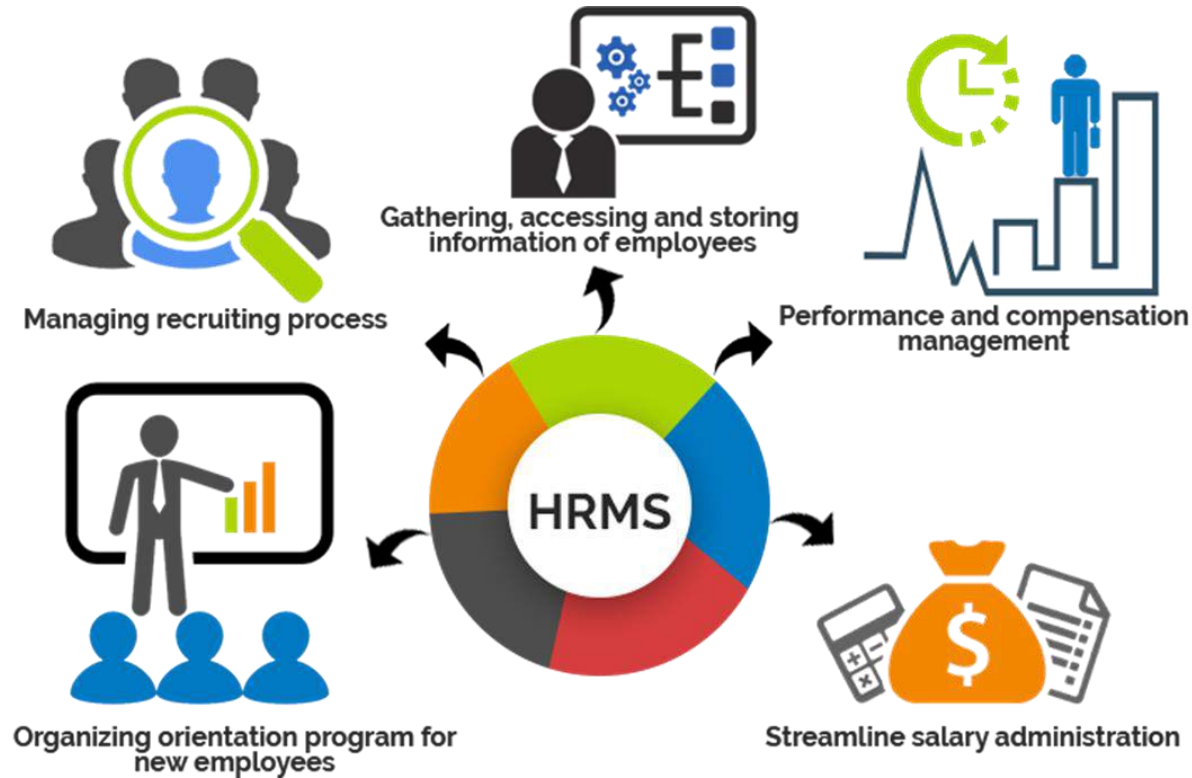 Gathering, accessing and storing
information of employees
Managing recruiting process
Performance and compensation
management
HRMS
$
Organizing orientation program for
new employees
Streamline salary administration